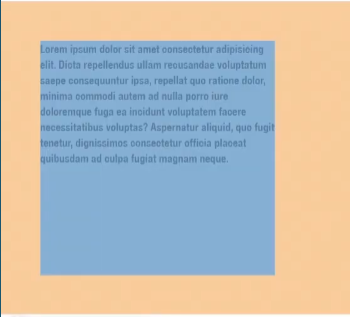 Lorem ipsum dolor sit amet consectetur adipisicing
elit. Dicta repellendus ullam recusandae voluptatum
saepe consequuntur ipsa, repellat quo ratione dolor,
minima commodi autem ad nulla porro iure
doloremque fuga ea incidunt voluptatem facere
necessitatibus voluptas? Aspernatur aliquid, quo fugit
tenetur, dignissimos consectetur officia placeat
quibusdam ad culpa fugiat magnam neque.